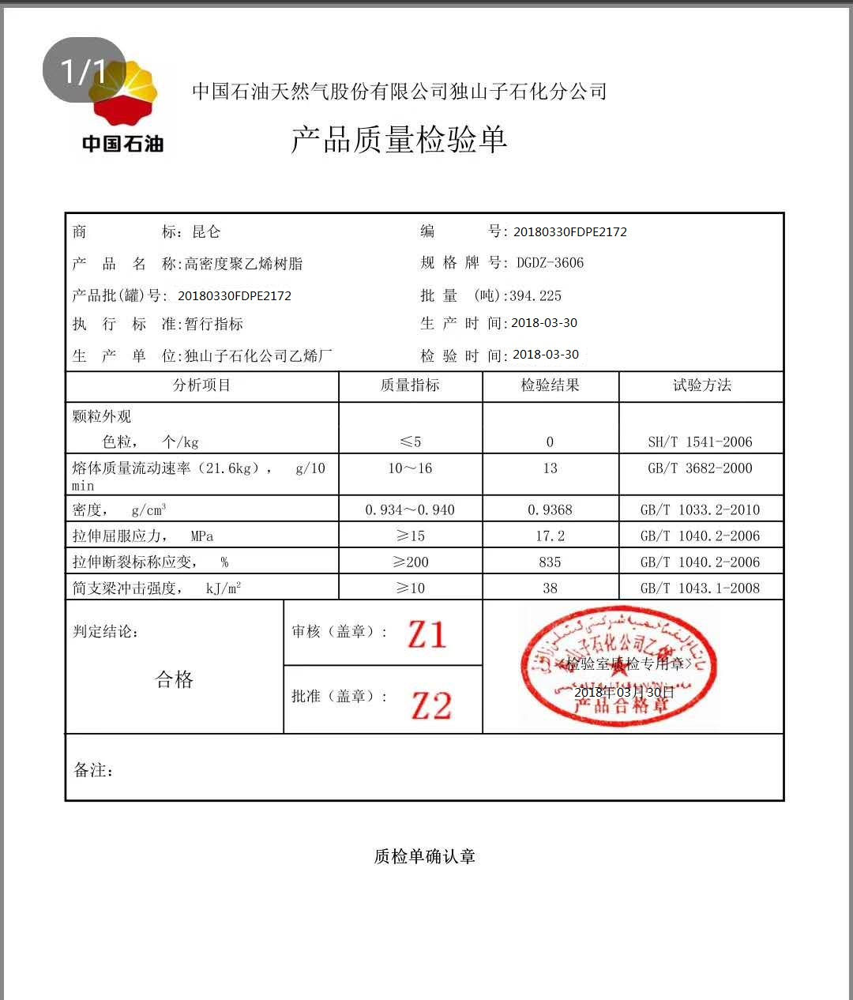 1/1
中国石油
中国石油天然气股份有限公司独山子石化分公司
产品质量检验单
商 标：昆仑 编 号: 20180330FDPE2172
产 品 名 称:高密度聚乙烯树脂 规 格 牌 号: DGDZ-3606
产品批(罐)号: 20180330FDPE2172 批 量 (吨):394.225
执 行 标 准:暂行指标 生 产 时 间: 2018-03-30
生 产 单 位:独山子石化公司乙烯厂 检 验 时 间: 2018-03-30
分析项目 质量指标 检验结果 试验方法
颗粒外观
色粒， 个/kg ≤5 0 SH/T 1541-2006
熔体质量流动速率（21.6kg）， g/10 10～16 13 GB/T 3682-2000
min
密度， g/cm³ 0.934～0.940 0.9368 GB/T 1033.2-2010
拉伸屈服应力， MPa ≥15 17.2 GB/T 1040.2-2006
拉伸断裂标称应变， % ≥200 835 GB/T 1040.2-2006
简支梁冲击强度， kJ/m² ≥10 38 GB/T 1043.1-2008
判定结论：
合格
审核（盖章）: Z1
批准（盖章）: Z2
山子石化公司乙烯
<检验室质检专用章>
2018年03月30日
产品合格章
备注：
质检单确认章